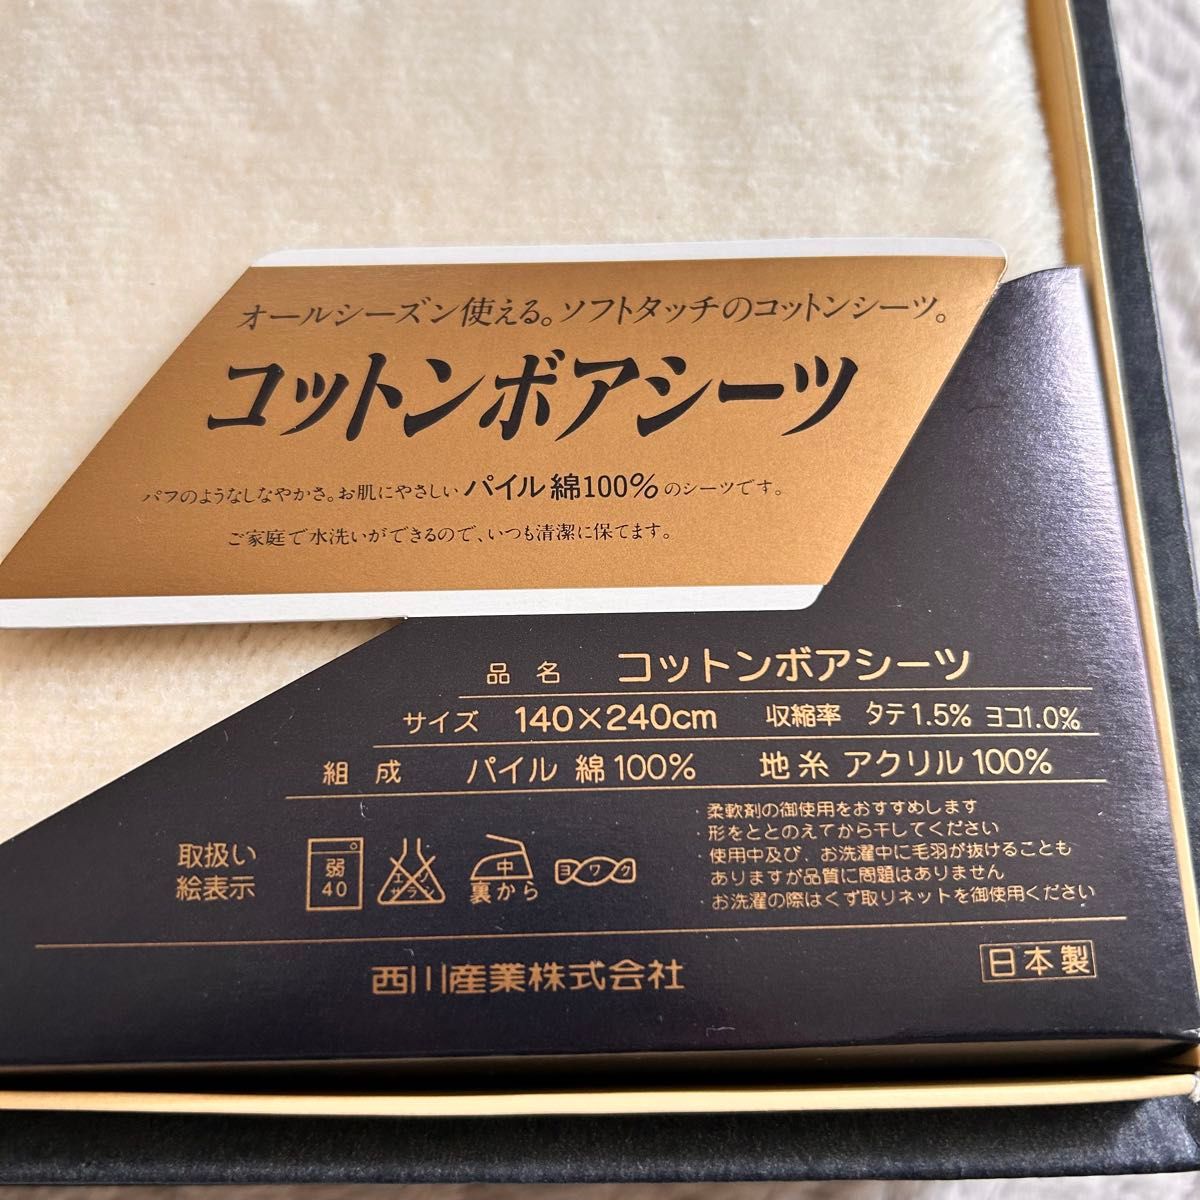 オールシーズン使える。ソフトタッチのコットンシーツ。
コットンボアシーツ
パフのようなしなやかさ。お肌にやさしいパイル綿100%のシーツです。
ご家庭で水洗いができるので、いつも清潔に保てます。
品名 コットンボアシーツ
サイズ 140×240cm 収縮率 タテ1.5% ヨコ1.0%
組成 パイル 綿100% 地糸 アクリル100%
取扱い
絵表示
弱
40
エンソ
サラシ
中
裏から
ヨワク
・柔軟剤の御使用をおすすめします
・形をととのえてから干してください
・使用中及び、お洗濯中に毛羽が抜けることも
ありますが品質に問題はありません
・お洗濯の際はくず取りネットを御使用ください
西川産業株式会社
日本製